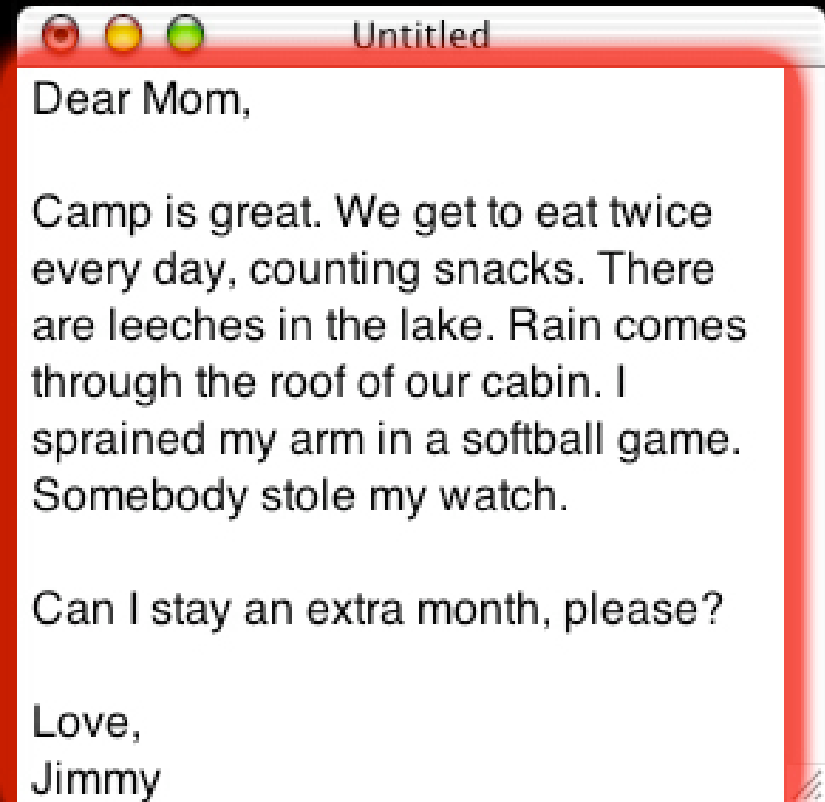 Untitled
Dear Mom,
Camp is great. We get to eat twice
every day, counting snacks. There
are leeches in the lake. Rain comes
through the roof of our cabin. I
sprained my arm in a softball game.
Somebody stole my watch.
Can I stay an extra month, please?
Love,
Jimmy